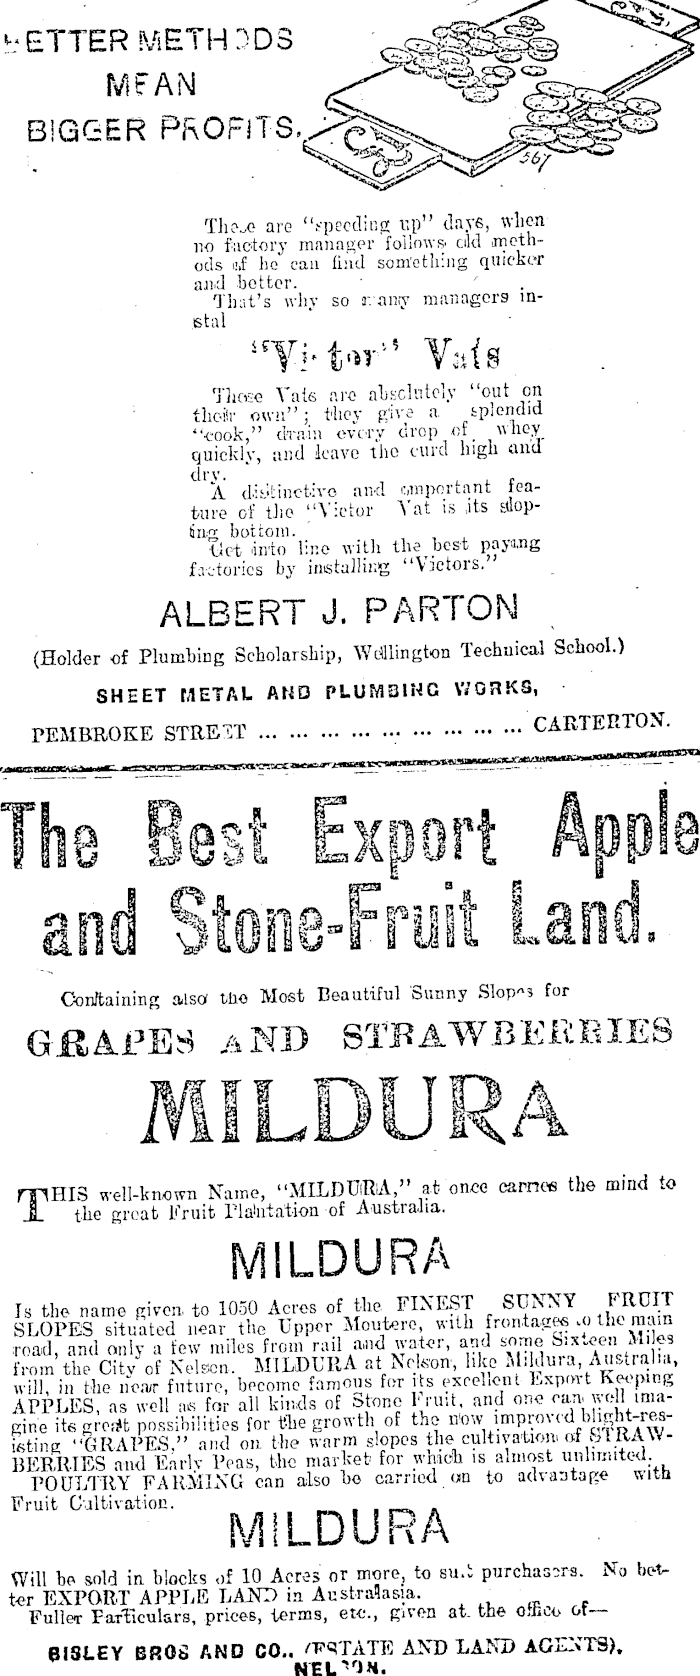 BETTER METHODS
MEAN
BIGGER PROFITS.
567
These are "speeding up" days, when
no factory manager follows old meth-
ods if he can find something quicker
and better.
That's why so many managers in-
stal
"Victor" Vats
These Vats are absolutely "out on
their own"; they give a splendid
"cook," drain every drop of whey
quickly, and leave the curd high and
dry.
A distinctive and important fea-
ture of the "Victor Vat is its slop-
ing bottom.
Get into line with the best paying
factories by installing "Victors."
ALBERT J. PARTON
(Holder of Plumbing Scholarship, Wellington Technical School.)
SHEET METAL AND PLUMBING WORKS,
PEMBROKE STREET ... ... ... ... ... ... ... ... ... CARTERTON.
The Best Export Apple
and Stone-Fruit Land.
Containing also the Most Beautiful Sunny Slopes for
GRAPES AND STRAWBERRIES
MILDURA
THIS well-known Name, "MILDURA," at once carries the mind to
the great Fruit Plantation of Australia.
MILDURA
Is the name given to 1050 Acres of the FINEST SUNNY FRUIT
SLOPES situated near the Upper Moutere, with frontages to the main
road, and only a few miles from rail and water, and some Sixteen Miles
from the City of Nelson. MILDURA at Nelson, like Mildura, Australia,
will, in the near future, become famous for its excellent Export Keeping
APPLES, as well as for all kinds of Stone Fruit, and one can well ima-
gine its great possibilities for the growth of the now improved blight-res-
isting "GRAPES," and on the warm slopes the cultivation of STRAW-
BERRIES and Early Peas, the market for which is almost unlimited.
POULTRY FARMING can also be carried on to advantage with
Fruit Cultivation.
MILDURA
Will be sold in blocks of 10 Acres or more, to suit purchasers. No bet-
ter EXPORT APPLE LAND in Australasia.
Fuller Particulars, prices, terms, etc., given at the office of—
BISLEY BROS AND CO., (ESTATE AND LAND AGENTS),
NELSON.